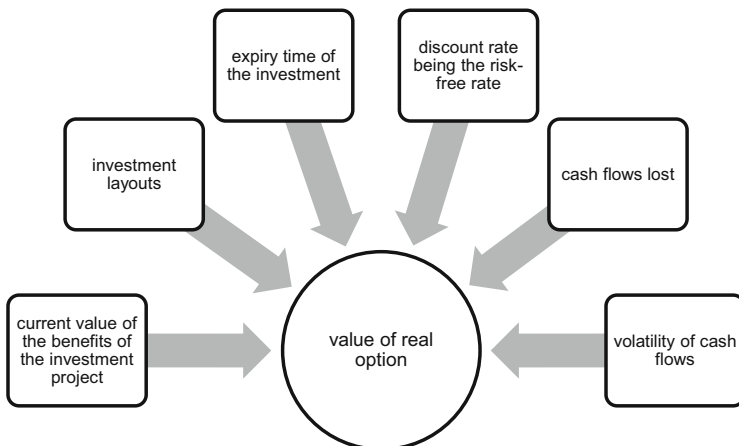 expiry time of
the investment
discount rate
being the risk-
free rate
investment
layouts
cash flows lost
current value of
the benefits of
the investment
project
value of real
option
volatility of cash
flows